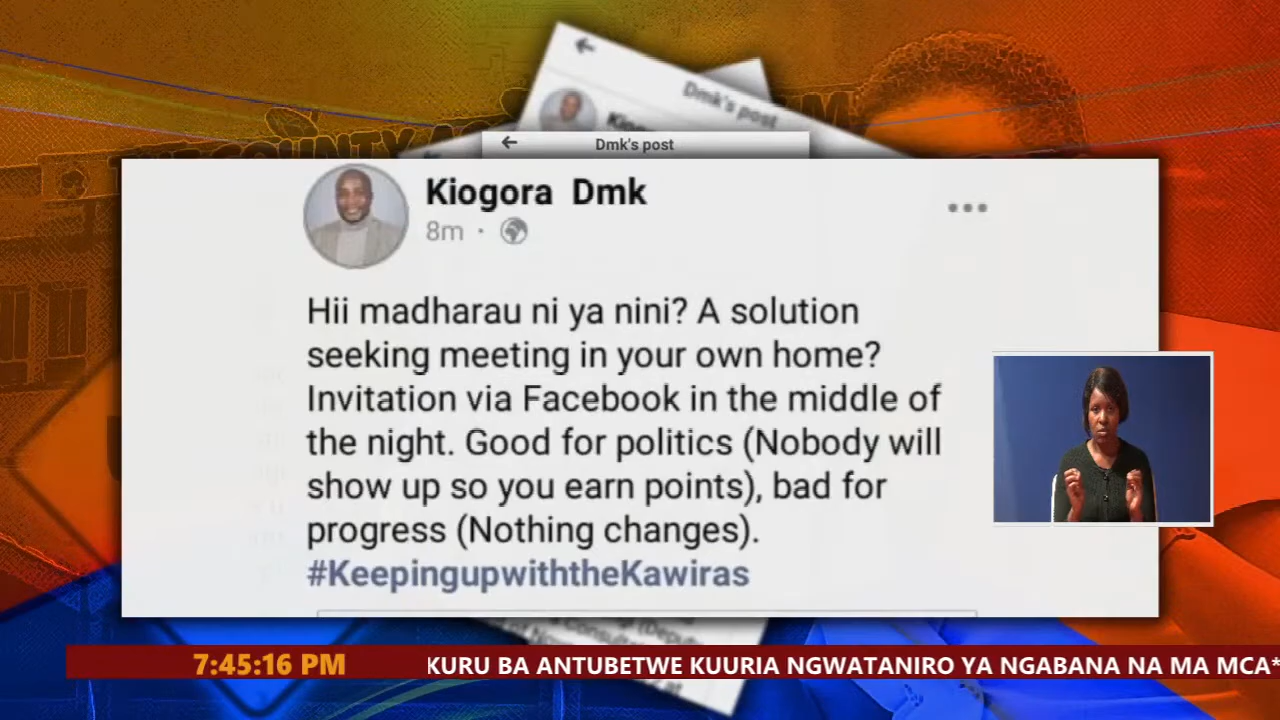 Dmk's post
Dmk's post
Kiogora Dmk
8m ·
Hii madharau ni ya nini? A solution
seeking meeting in your own home?
Invitation via Facebook in the middle of
the night. Good for politics (Nobody will
show up so you earn points), bad for
progress (Nothing changes).
#KeepingupwiththeKawiras
7:45:16 PM
KURU BA ANTUBETWE KUURIA NGWATANIRO YA NGABANA NA MA MCA*